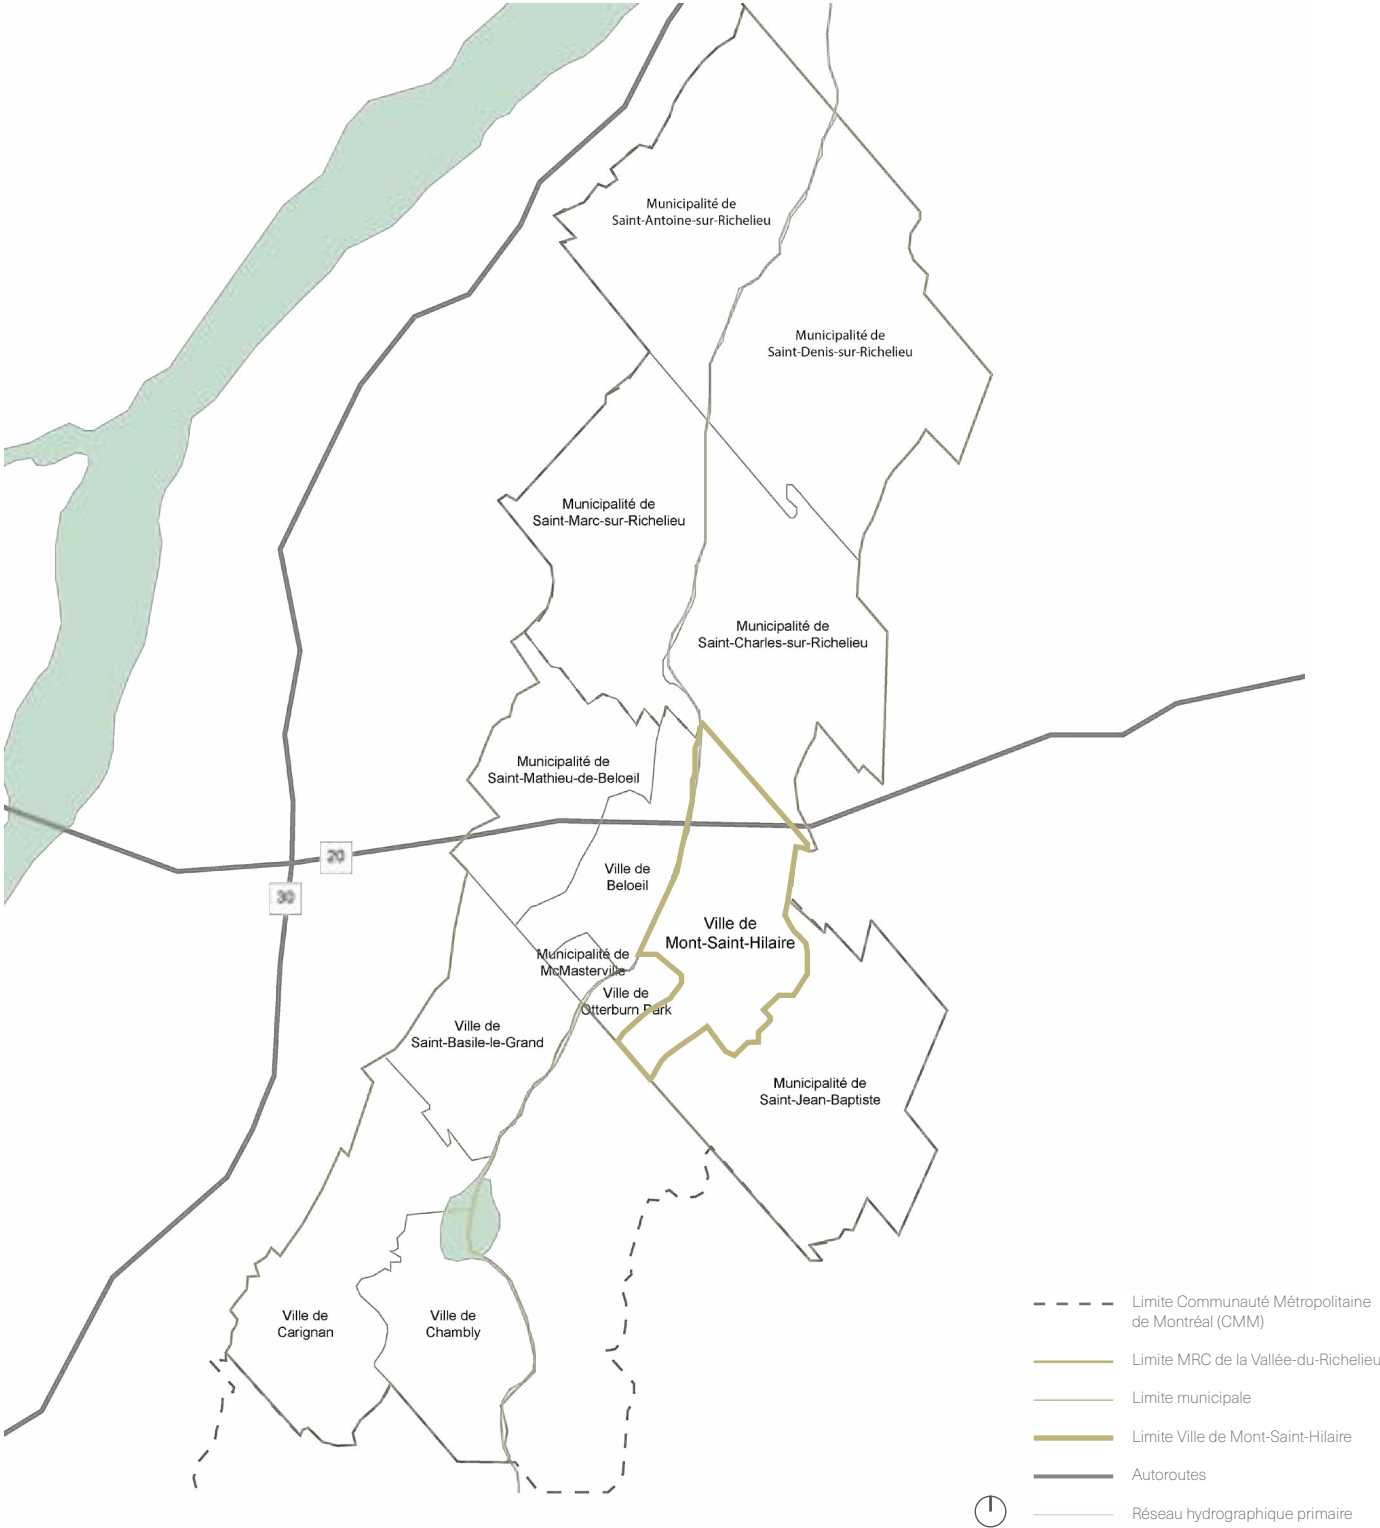 Municipalité de
Saint-Antoine-sur-Richelieu
Municipalité de
Saint-Denis-sur-Richelieu
Municipalité de
Saint-Marc-sur-Richelieu
Municipalité de
Saint-Charles-sur-Richelieu
Municipalité de
Saint-Mathieu-de-Beloeil
20
30
Ville de
Beloeil
Ville de
Mont-Saint-Hilaire
Municipalité de
McMasterville
Ville de
Otterburn Park
Ville de
Saint-Basile-le-Grand
Municipalité de
Saint-Jean-Baptiste
Ville de
Carignan
Ville de
Chambly
Limite Communauté Métropolitaine
de Montréal (CMM)
Limite MRC de la Vallée-du-Richelieu
Limite municipale
Limite Ville de Mont-Saint-Hilaire
Autoroutes
Réseau hydrographique primaire